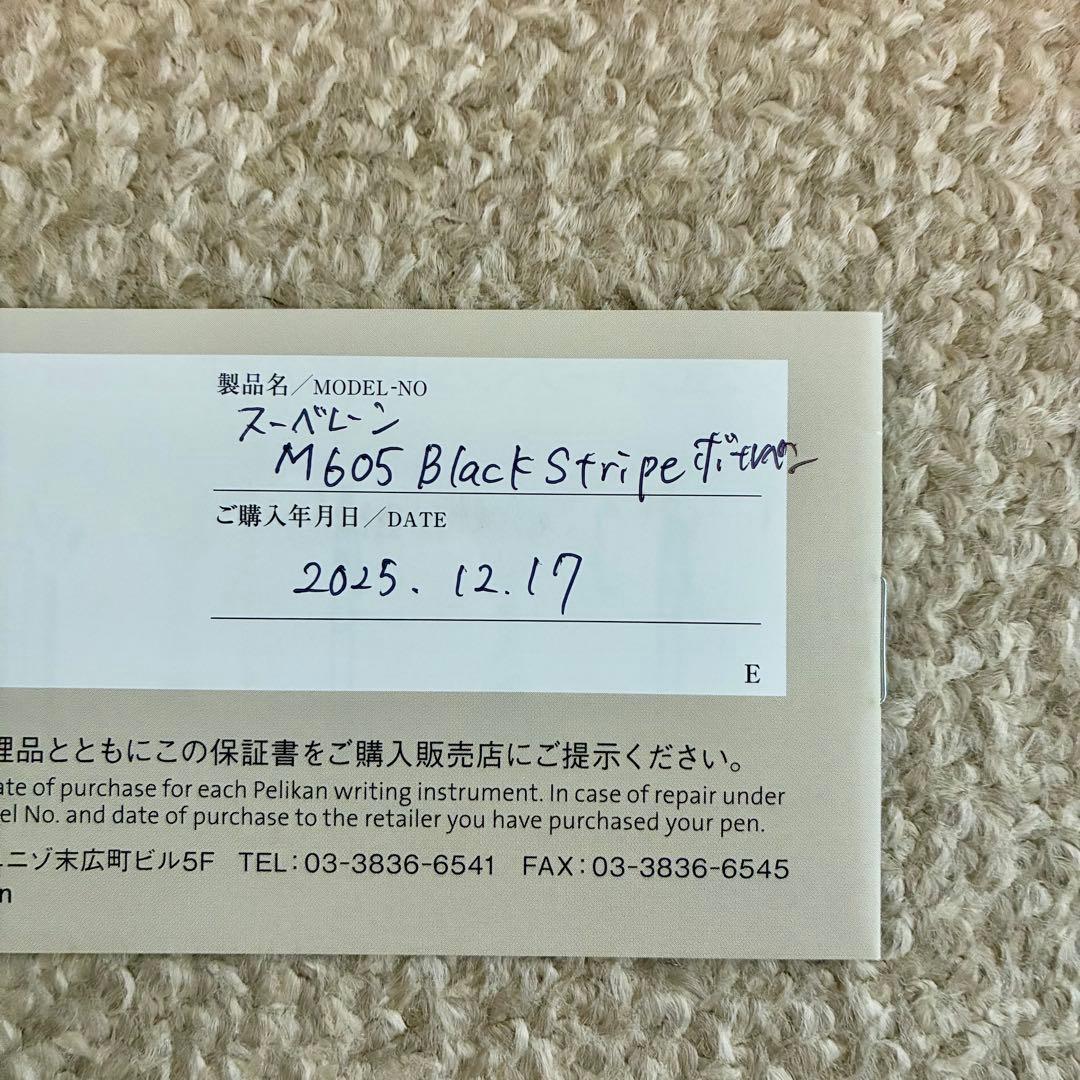 製品名/MODEL-NO
スーベレーン
M605 Black Stripe
ご購入年月日/DATE
2025. 12.17
E
理品とともにこの保証書をご購入販売店にご提示ください。
ate of purchase for each Pelikan writing instrument. In case of repair under
el No. and date of purchase to the retailer you have purchased your pen.
ニゾ末広町ビル5F TEL:03-3836-6541 FAX:03-3836-6545
n